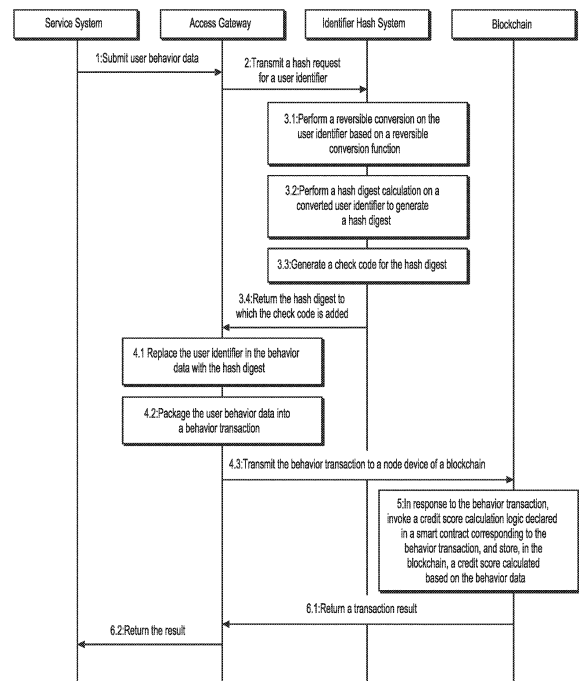 Service System
Access Gateway
Identifier Hash System
Blockchain
1:Submit user behavior data
2:Transmit a hash request
for a user identifier
3.1:Perform a reversible conversion on the
user identifier based on a reversible
conversion function
3.2:Perform a hash digest calculation on a
converted user identifier to generate
a hash digest
3.3:Generate a check code for the hash digest
3.4:Return the hash digest to
which the check code is added
4.1 Replace the user identifier in the behavior
data with the hash digest
4.2:Package the user behavior data into
a behavior transaction
4.3:Transmit the behavior transaction to a node device of a blockchain
5:In response to the behavior transaction,
invoke a credit score calculation logic declared
in a smart contract corresponding to the
behavior transaction, and store, in the
blockchain, a credit score calculated
based on the behavior data
6.1:Return a transaction result
6.2:Return the result